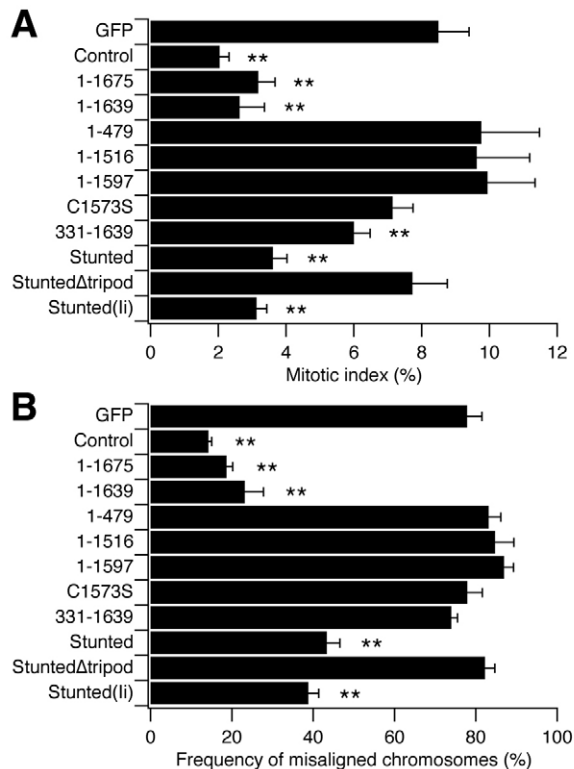 A
GFP
Control
**
1-1675
**
1-1639
**
1-479
1-1516
1-1597
C1573S
331-1639
**
Stunted
**
StuntedΔtripod
Stunted(li)
**
0 2 4 6 8 10 12
Mitotic index (%)
B
GFP
Control
**
1-1675
**
1-1639
**
1-479
1-1516
1-1597
C1573S
331-1639
Stunted
**
StuntedΔtripod
Stunted(li)
**
0 20 40 60 80 100
Frequency of misaligned chromosomes (%)